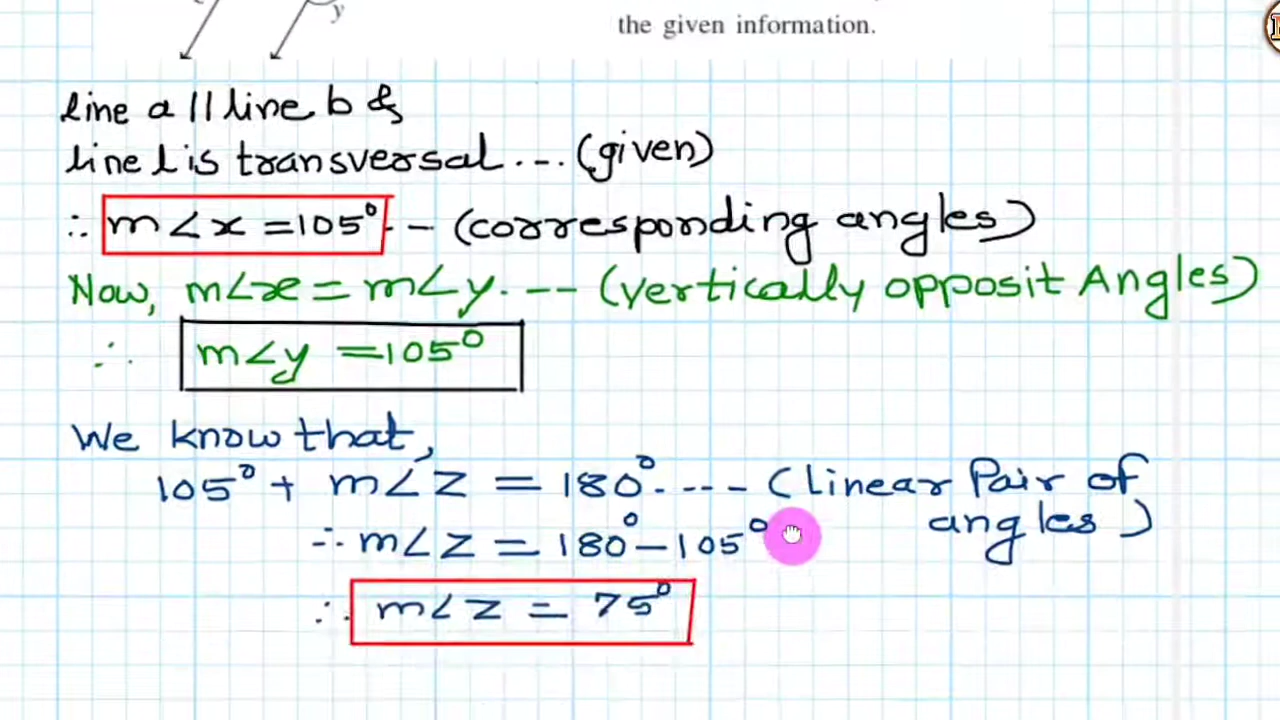 y
the given information.
line a || line b &
line l is transversal --- (given)
∴ m∠x = 105° -- (corresponding angles)
Now, m∠x = m∠y. --- (vertically opposit Angles)
∴ m∠y = 105°
We know that,
105° + m∠z = 180° ---- (linear Pair of
angles)
∴ m∠z = 180° - 105°
∴ m∠z = 75°